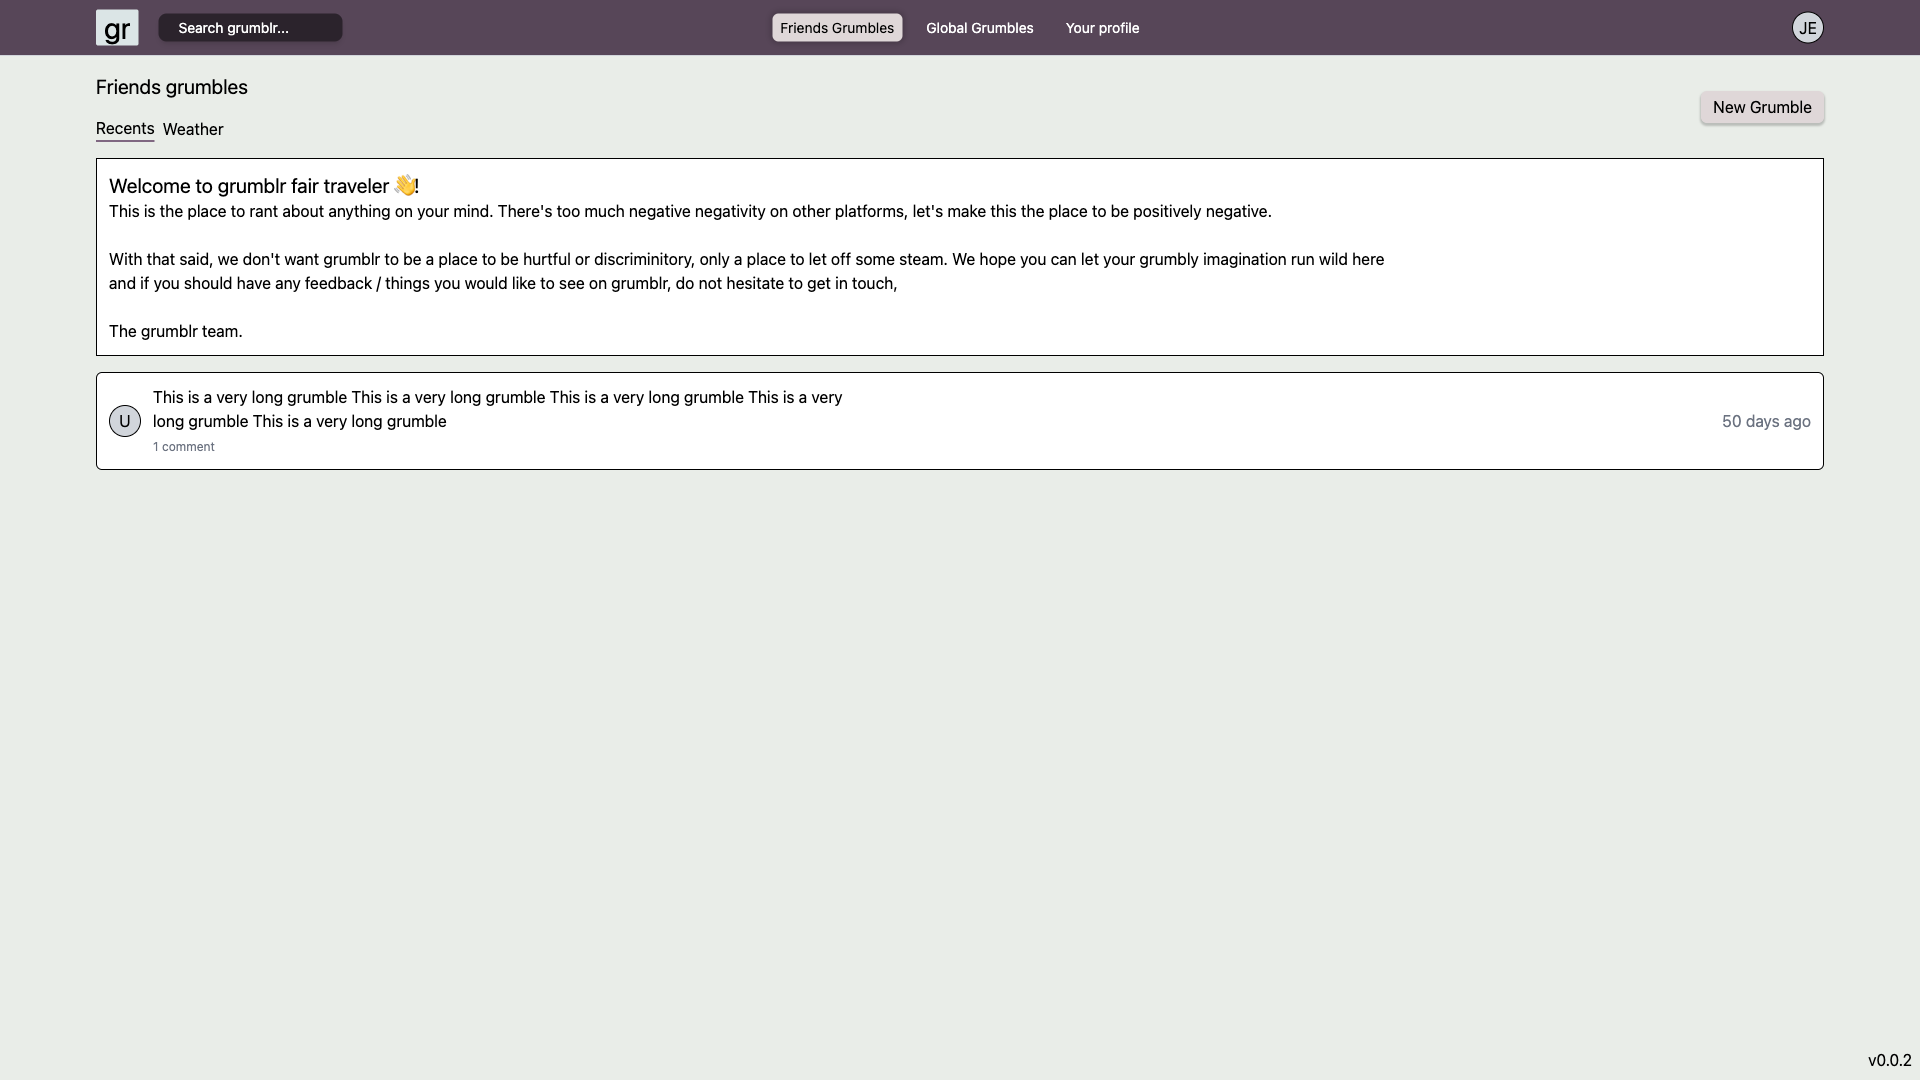 gr
Search grumblr...
Friends Grumbles
Global Grumbles
Your profile
JE
Friends grumbles
New Grumble
Recents
Weather
Welcome to grumblr fair traveler 👋!
This is the place to rant about anything on your mind. There's too much negative negativity on other platforms, let's make this the place to be positively negative.
With that said, we don't want grumblr to be a place to be hurtful or discriminitory, only a place to let off some steam. We hope you can let your grumbly imagination run wild here
and if you should have any feedback / things you would like to see on grumblr, do not hesitate to get in touch,
The grumblr team.
U
This is a very long grumble This is a very long grumble This is a very long grumble This is a very
long grumble This is a very long grumble
1 comment
50 days ago
v0.0.2